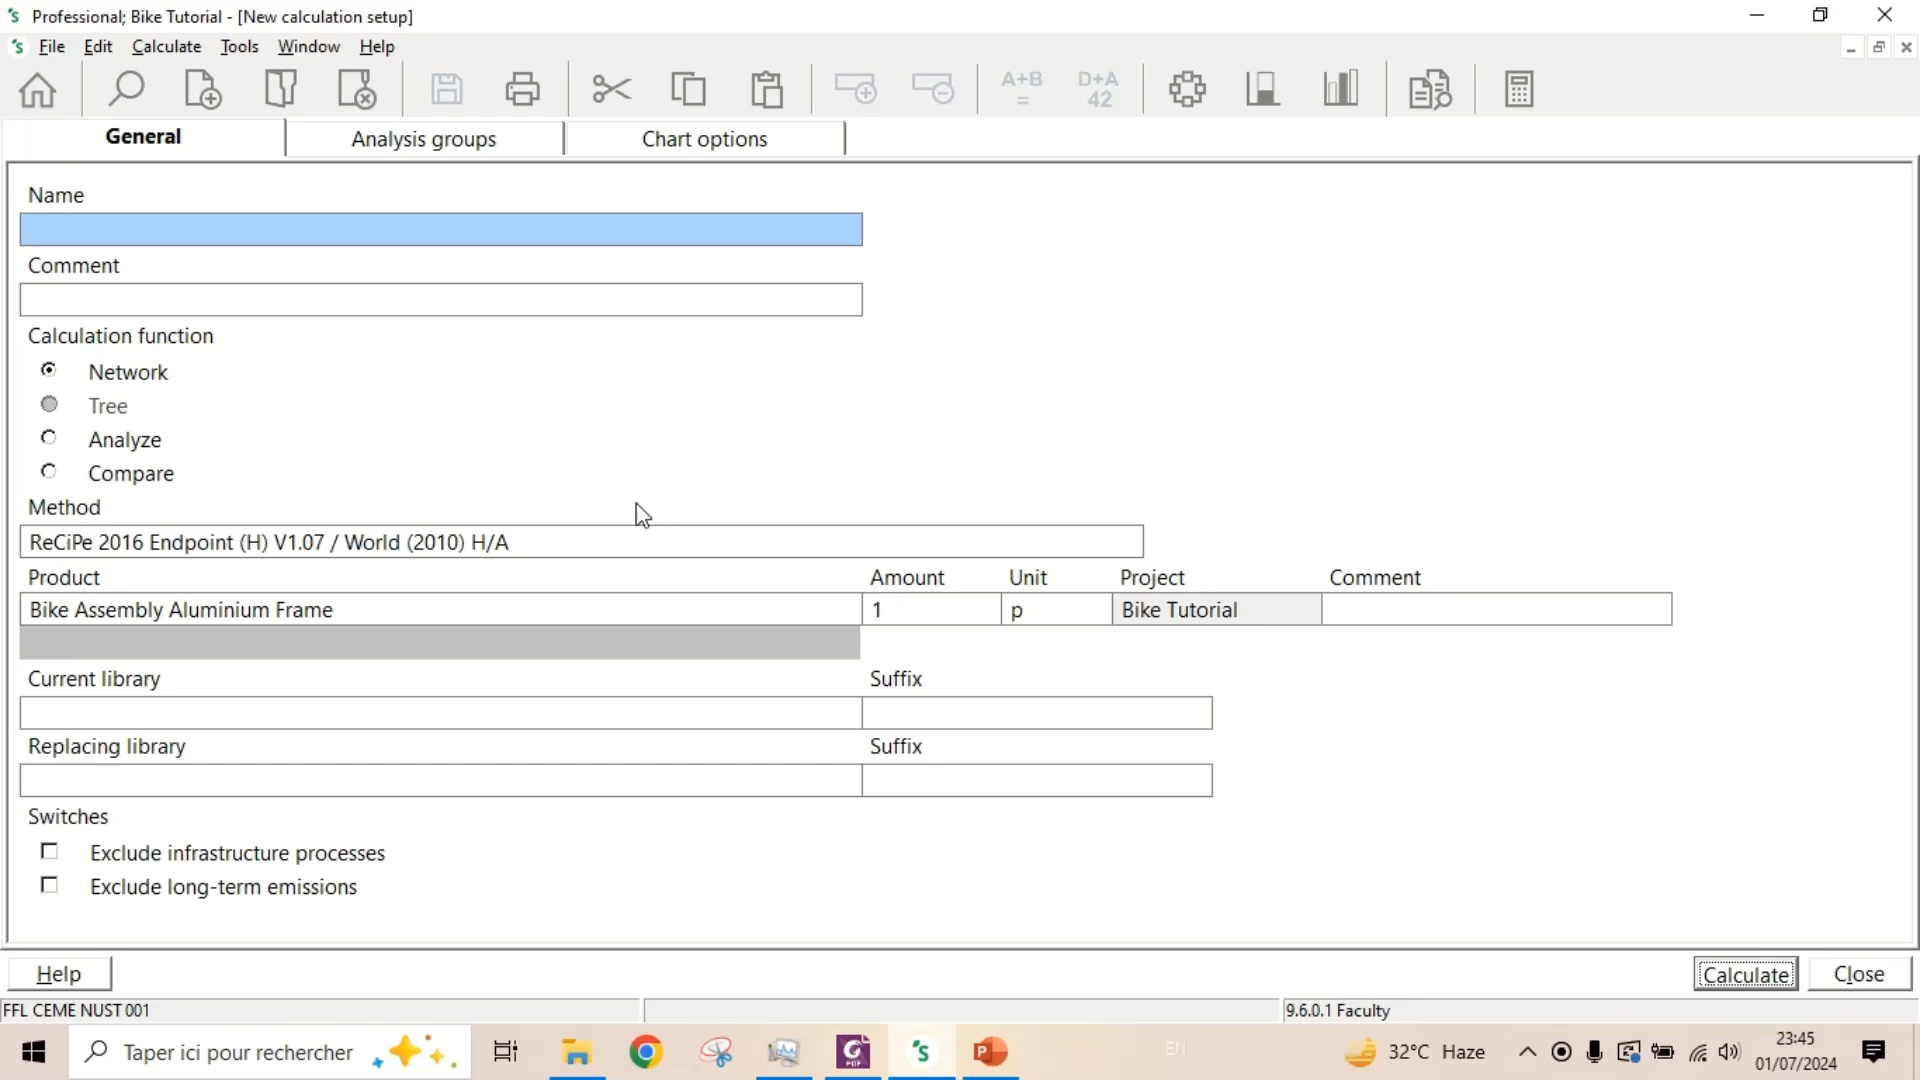 Professional; Bike Tutorial - [New calculation setup]
File Edit Calculate Tools Window Help
A+B = D+A 42
General Analysis groups Chart options
Name
Comment
Calculation function
Network
Tree
Analyze
Compare
Method
ReCiPe 2016 Endpoint (H) V1.07 / World (2010) H/A
Product Amount Unit Project Comment
Bike Assembly Aluminium Frame 1 p Bike Tutorial
Current library Suffix
Replacing library Suffix
Switches
Exclude infrastructure processes
Exclude long-term emissions
Help Calculate Close
FFL CEME NUST 001 9.6.0.1 Faculty
Taper ici pour rechercher EN 32°C Haze 23:45
01/07/2024